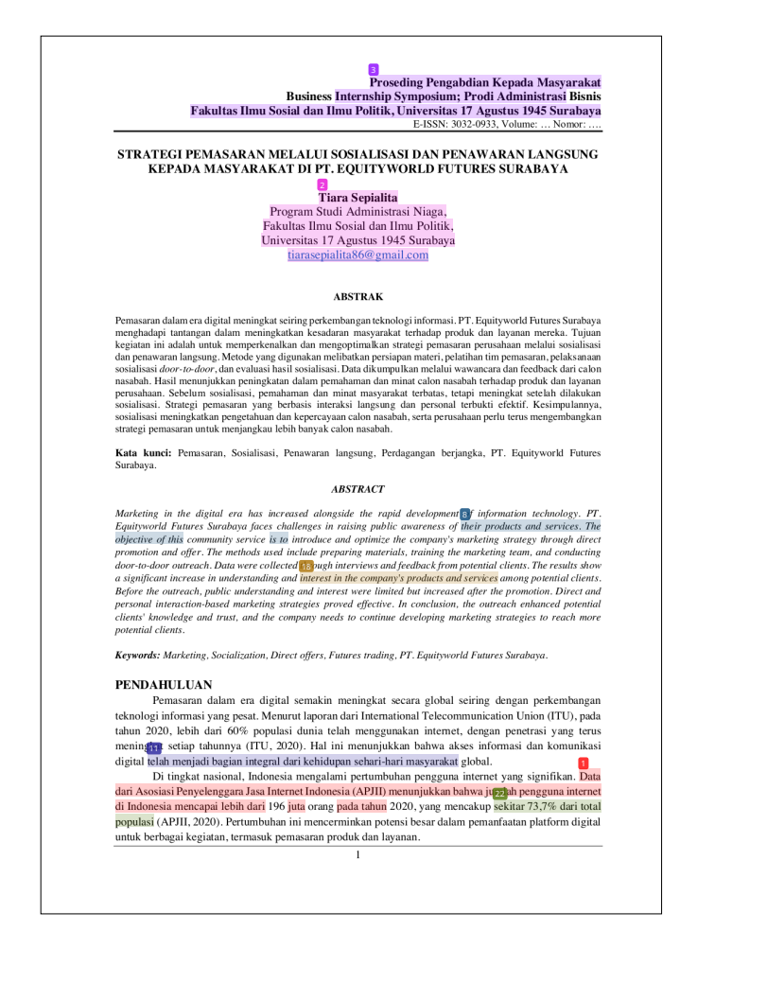 3
Proseding Pengabdian Kepada Masyarakat
Business Internship Symposium; Prodi Administrasi Bisnis
Fakultas Ilmu Sosial dan Ilmu Politik, Universitas 17 Agustus 1945 Surabaya
E-ISSN: 3032-0933, Volume: … Nomor: ….
STRATEGI PEMASARAN MELALUI SOSIALISASI DAN PENAWARAN LANGSUNG
KEPADA MASYARAKAT DI PT. EQUITYWORLD FUTURES SURABAYA
2
Tiara Sepialita
Program Studi Administrasi Niaga,
Fakultas Ilmu Sosial dan Ilmu Politik,
Universitas 17 Agustus 1945 Surabaya
tiarasepialita86@gmail.com
ABSTRAK
Pemasaran dalam era digital meningkat seiring perkembangan teknologi informasi. PT. Equityworld Futures Surabaya
menghadapi tantangan dalam meningkatkan kesadaran masyarakat terhadap produk dan layanan mereka. Tujuan
kegiatan ini adalah untuk memperkenalkan dan mengoptimalkan strategi pemasaran perusahaan melalui sosialisasi
dan penawaran langsung. Metode yang digunakan melibatkan persiapan materi, pelatihan tim pemasaran, pelaksanaan
sosialisasi door-to-door, dan evaluasi hasil sosialisasi. Data dikumpulkan melalui wawancara dan feedback dari calon
nasabah. Hasil menunjukkan peningkatan dalam pemahaman dan minat calon nasabah terhadap produk dan layanan
perusahaan. Sebelum sosialisasi, pemahaman dan minat masyarakat terbatas, tetapi meningkat setelah dilakukan
sosialisasi. Strategi pemasaran yang berbasis interaksi langsung dan personal terbukti efektif. Kesimpulannya,
sosialisasi meningkatkan pengetahuan dan kepercayaan calon nasabah, serta perusahaan perlu terus mengembangkan
strategi pemasaran untuk menjangkau lebih banyak calon nasabah.
Kata kunci: Pemasaran, Sosialisasi, Penawaran langsung, Perdagangan berjangka, PT. Equityworld Futures
Surabaya.
ABSTRACT
Marketing in the digital era has increased alongside the rapid development 8 f information technology. PT.
Equityworld Futures Surabaya faces challenges in raising public awareness of their products and services. The
objective of this community service is to introduce and optimize the company's marketing strategy through direct
promotion and offer. The methods used include preparing materials, training the marketing team, and conducting
door-to-door outreach. Data were collected 18 ough interviews and feedback from potential clients. The results show
a significant increase in understanding and interest in the company's products and services among potential clients.
Before the outreach, public understanding and interest were limited but increased after the promotion. Direct and
personal interaction-based marketing strategies proved effective. In conclusion, the outreach enhanced potential
clients' knowledge and trust, and the company needs to continue developing marketing strategies to reach more
potential clients.
Keywords: Marketing, Socialization, Direct offers, Futures trading, PT. Equityworld Futures Surabaya.
PENDAHULUAN
Pemasaran dalam era digital semakin meningkat secara global seiring dengan perkembangan
teknologi informasi yang pesat. Menurut laporan dari International Telecommunication Union (ITU), pada
tahun 2020, lebih dari 60% populasi dunia telah menggunakan internet, dengan penetrasi yang terus
mening 11 t setiap tahunnya (ITU, 2020). Hal ini menunjukkan bahwa akses informasi dan komunikasi
digital telah menjadi bagian integral dari kehidupan sehari-hari masyarakat global.
1
Di tingkat nasional, Indonesia mengalami pertumbuhan pengguna internet yang signifikan. Data
dari Asosiasi Penyelenggara Jasa Internet Indonesia (APJII) menunjukkan bahwa ju 22 ah pengguna internet
di Indonesia mencapai lebih dari 196 juta orang pada tahun 2020, yang mencakup sekitar 73,7% dari total
populasi (APJII, 2020). Pertumbuhan ini mencerminkan potensi besar dalam pemanfaatan platform digital
untuk berbagai kegiatan, termasuk pemasaran produk dan layanan.
1